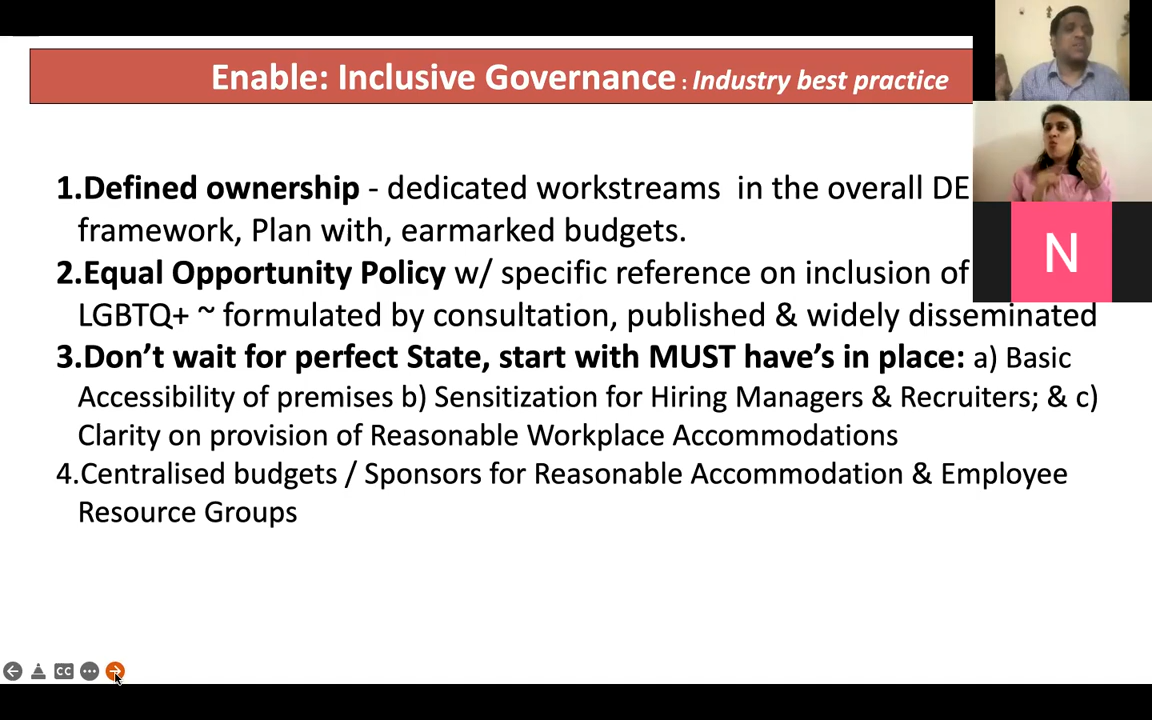 Enable: Inclusive Governance : Industry best practice
1.Defined ownership - dedicated workstreams in the overall DE
framework, Plan with, earmarked budgets.
2.Equal Opportunity Policy w/ specific reference on inclusion of
LGBTQ+ ~ formulated by consultation, published & widely disseminated
3.Don’t wait for perfect State, start with MUST have’s in place: a) Basic
Accessibility of premises b) Sensitization for Hiring Managers & Recruiters; & c)
Clarity on provision of Reasonable Workplace Accommodations
4.Centralised budgets / Sponsors for Reasonable Accommodation & Employee
Resource Groups
N
CC